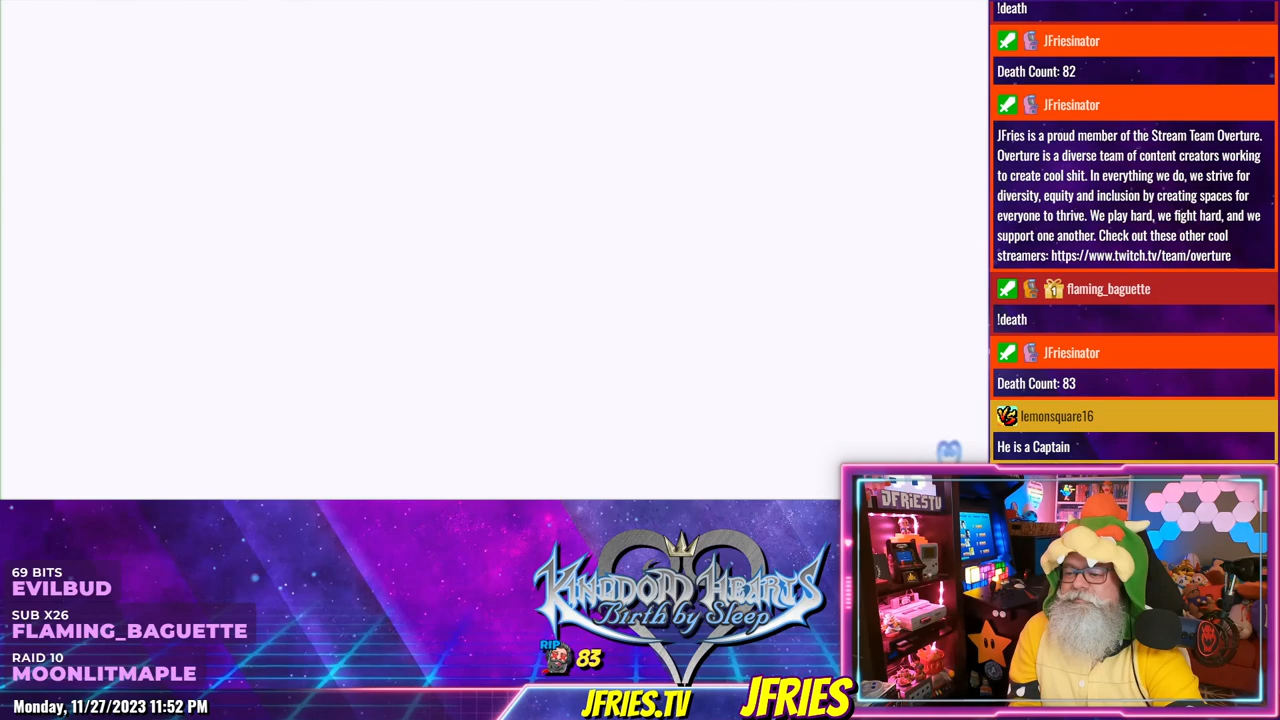 !death
JFriesinator
Death Count: 82
JFriesinator
JFries is a proud member of the Stream Team Overture.
Overture is a diverse team of content creators working
to create cool shit. In everything we do, we strive for
diversity, equity and inclusion by creating spaces for
everyone to thrive. We play hard, we fight hard, and we
support one another. Check out these other cool
streamers: https://www.twitch.tv/team/overture
1 flaming_baguette
!death
JFriesinator
Death Count: 83
VS lemonsquare16
He is a Captain
JFRIESTV
69 BITS
EVILBUD
SUB X26
FLAMING_BAGUETTE
RAID 10
MOONLITMAPLE
Monday, 11/27/2023 11:52 PM
KINGDOM HEARTS
Birth by Sleep
RIP
83
JFRIES.TV
JFRIES